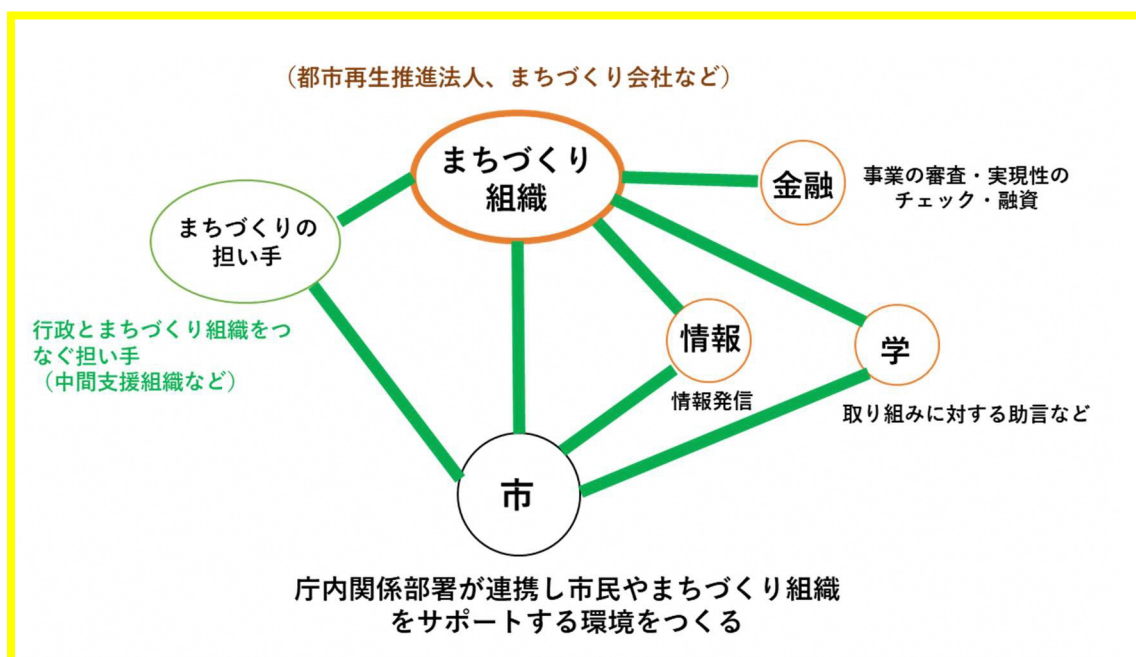 （都市再生推進法人、まちづくり会社など）
まちづくり
組織
金融
事業の審査・実現性の
チェック・融資
まちづくりの
担い手
行政とまちづくり組織をつ
なぐ担い手
（中間支援組織など）
情報
情報発信
学
取り組みに対する助言など
市
庁内関係部署が連携し市民やまちづくり組織
をサポートする環境をつくる